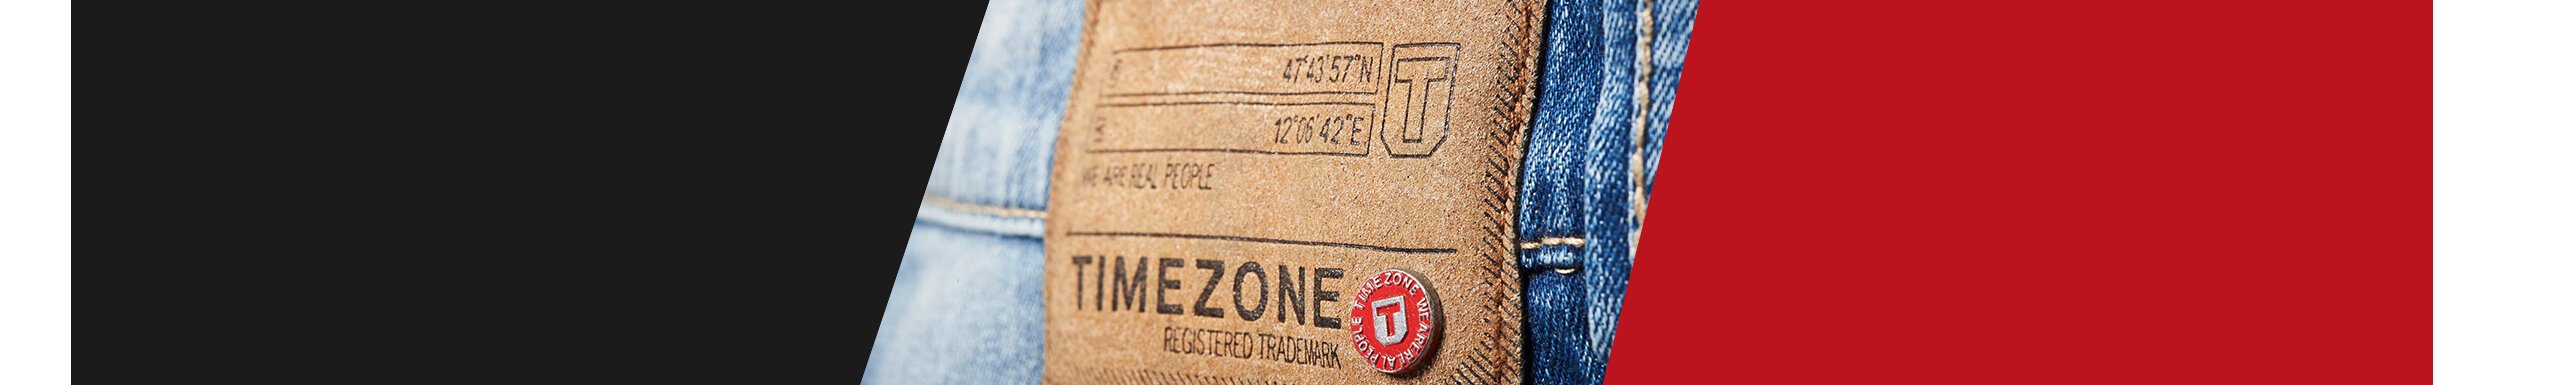 47°43'57"N
12°06'42"E
T
WE ARE REAL PEOPLE
TIMEZONE
REGISTERED TRADEMARK
TIMEZONE WE ARE REAL PEOPLE
T